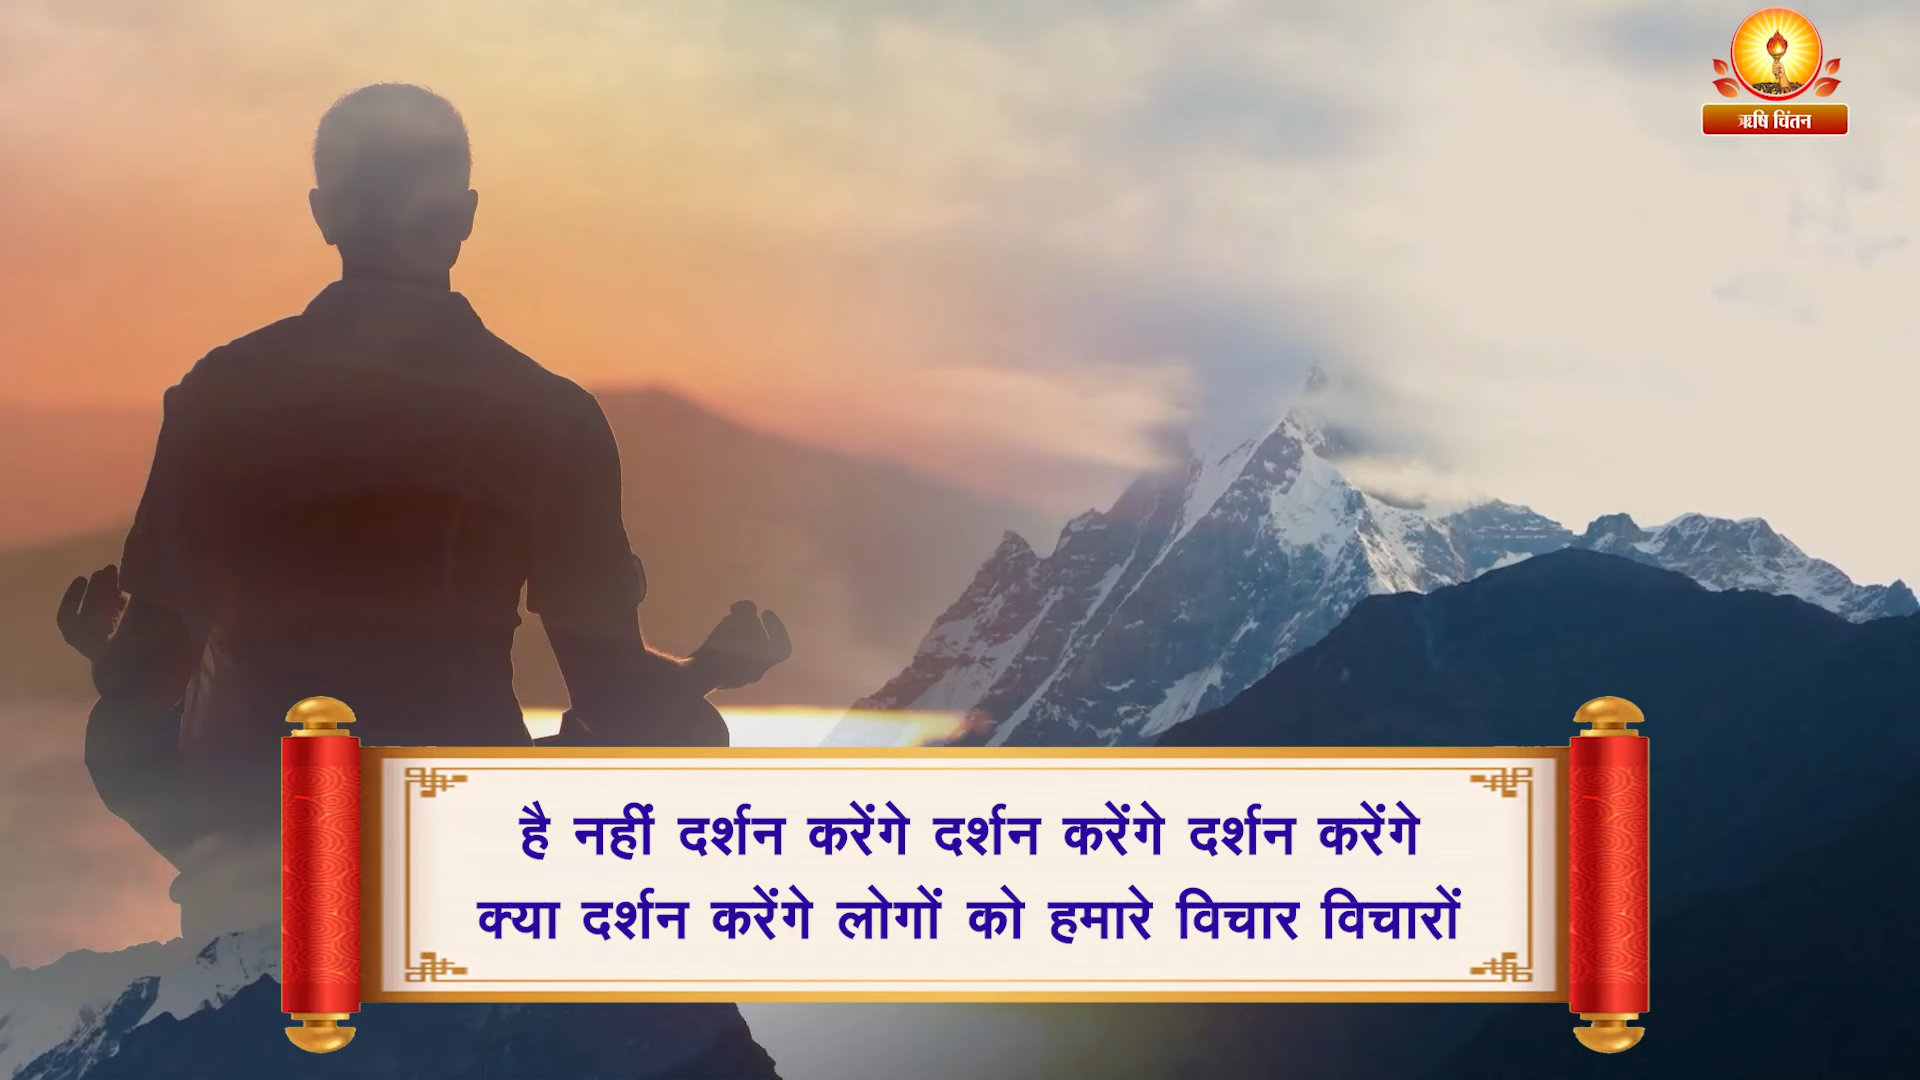 ऋषि चिंतन
है नहीं दर्शन करेंगे दर्शन करेंगे दर्शन करेंगे
क्या दर्शन करेंगे लोगों को हमारे विचार विचारों